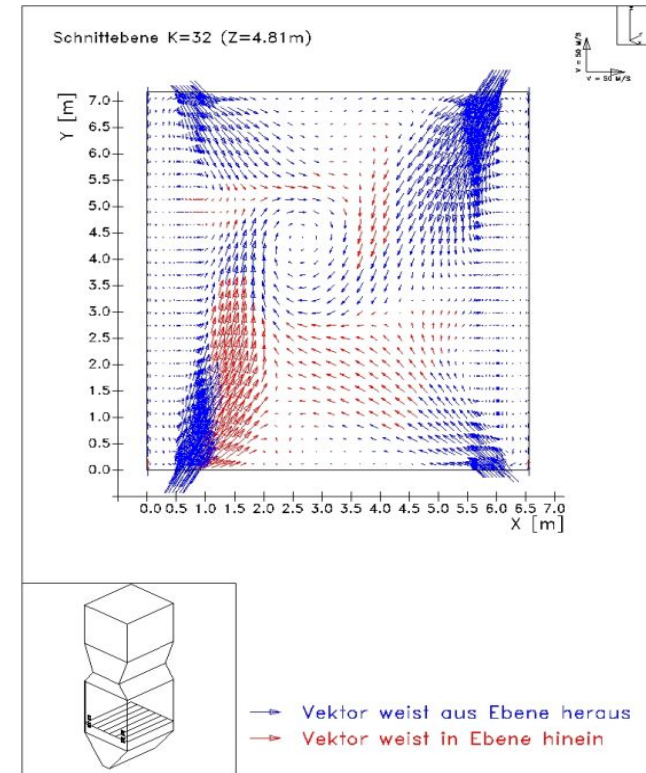 Schnittebene K=32 (Z=4.81m)
V = 50 M/S
V = 50 M/S
Y [m]
7.0
6.5
6.0
5.5
5.0
4.5
4.0
3.5
3.0
2.5
2.0
1.5
1.0
0.5
0.0
0.0 0.5 1.0 1.5 2.0 2.5 3.0 3.5 4.0 4.5 5.0 5.5 6.0 6.5 7.0
X [m]
Vektor weist aus Ebene heraus
Vektor weist in Ebene hinein